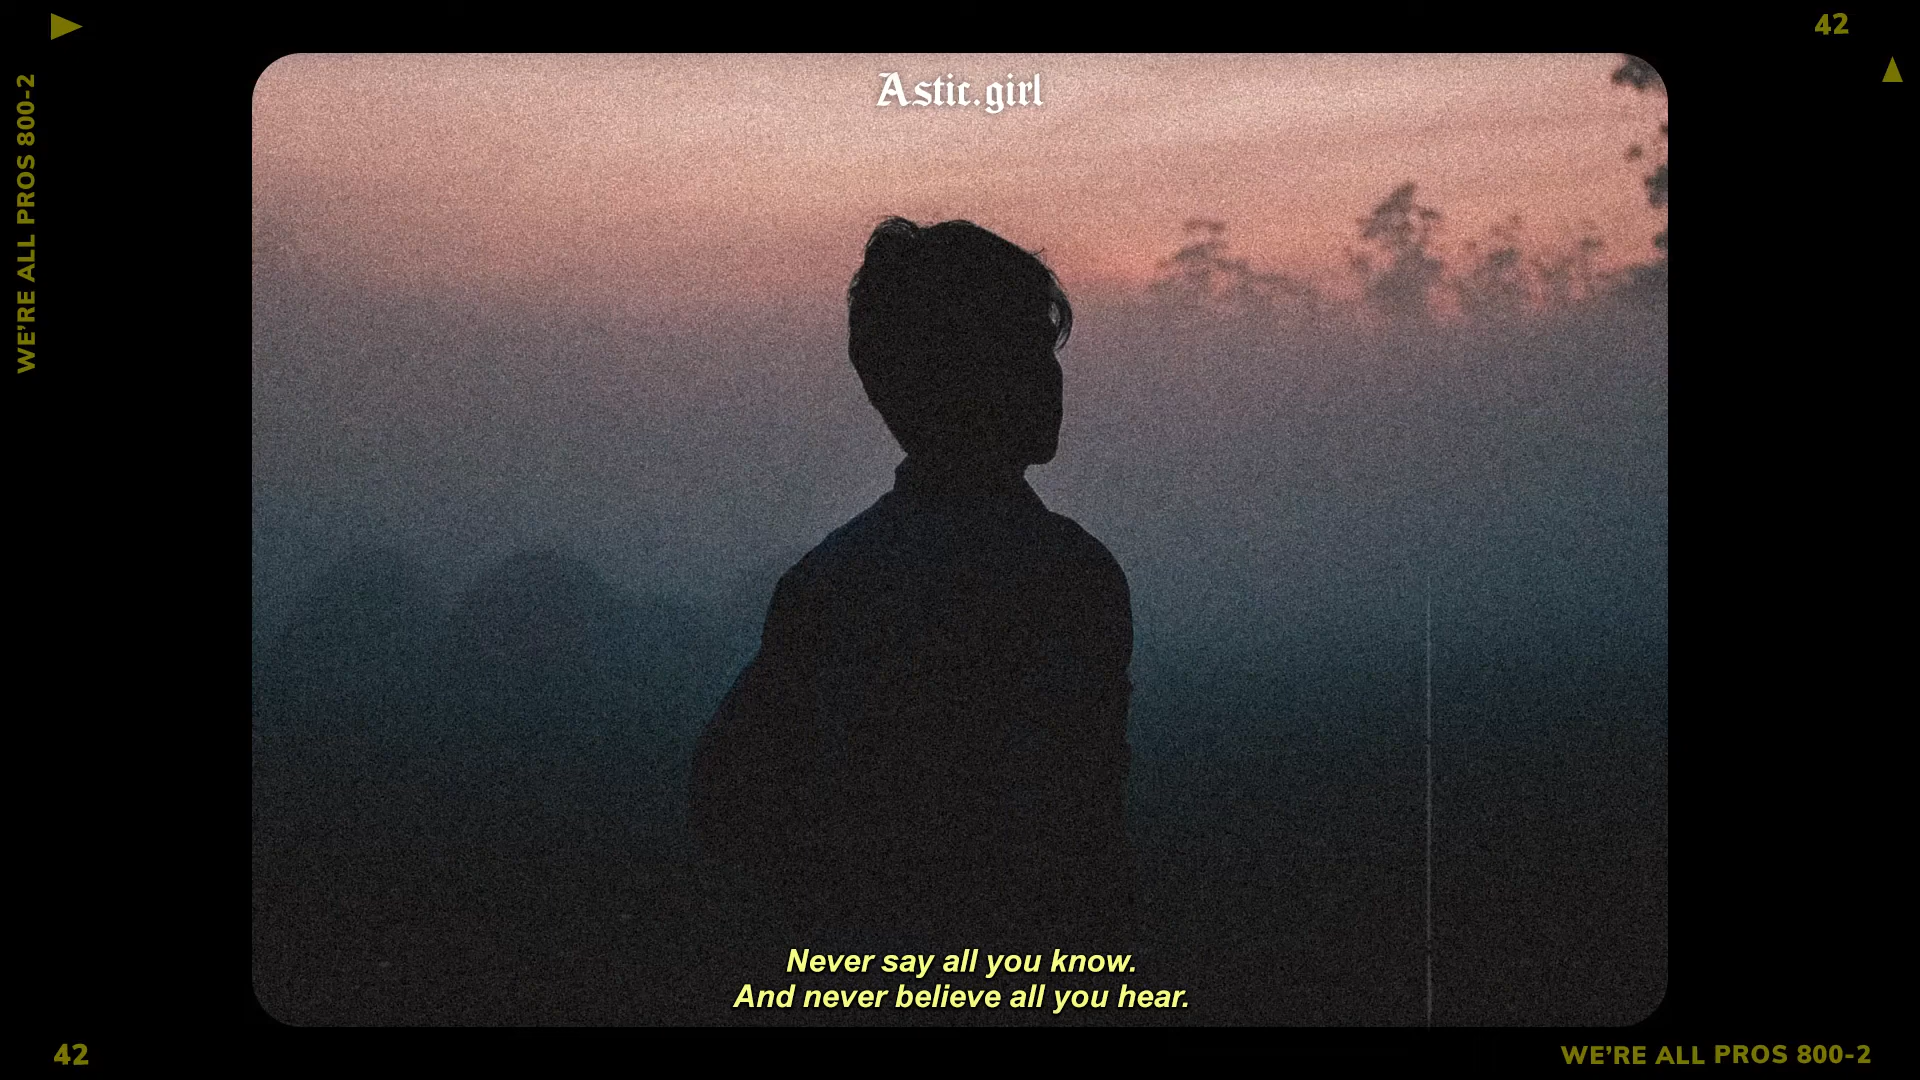 42
WE'RE ALL PROS 800-2
Astic.girl
Never say all you know.
And never believe all you hear.
42
WE'RE ALL PROS 800-2